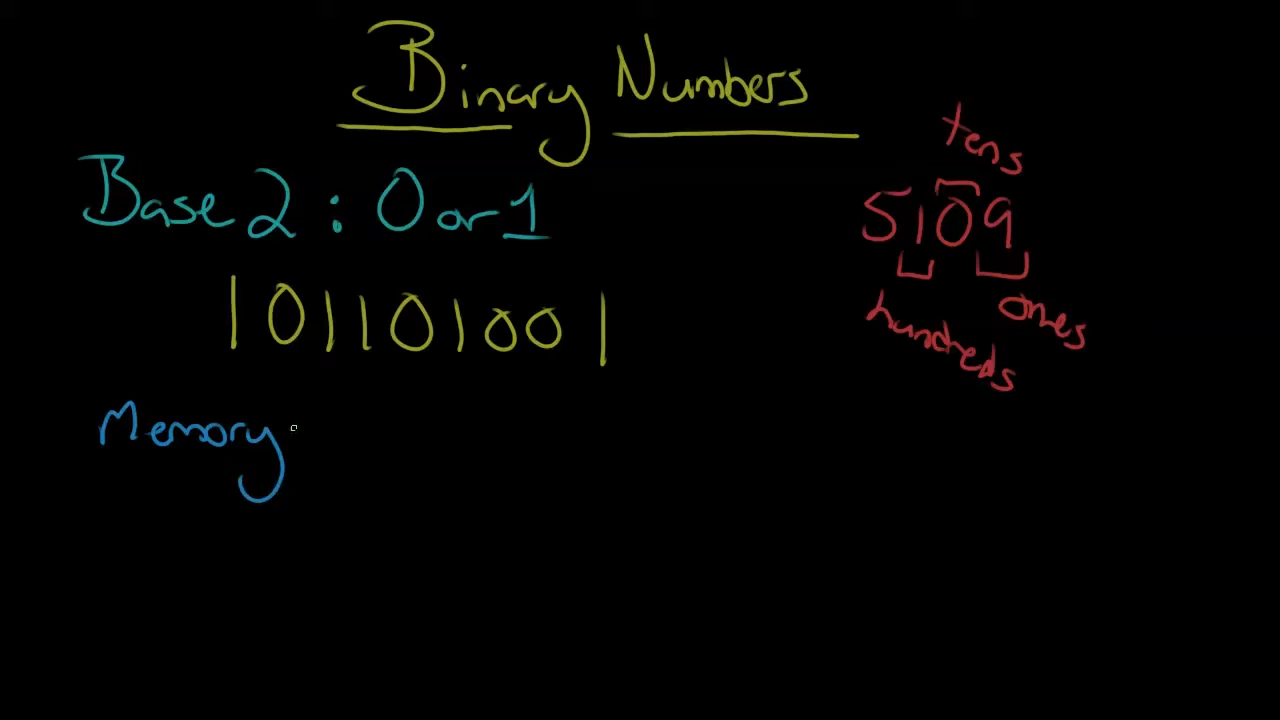 Binary Numbers
Base 2 : 0 or 1
101101001
Memory
tens
5109
hundreds
ones